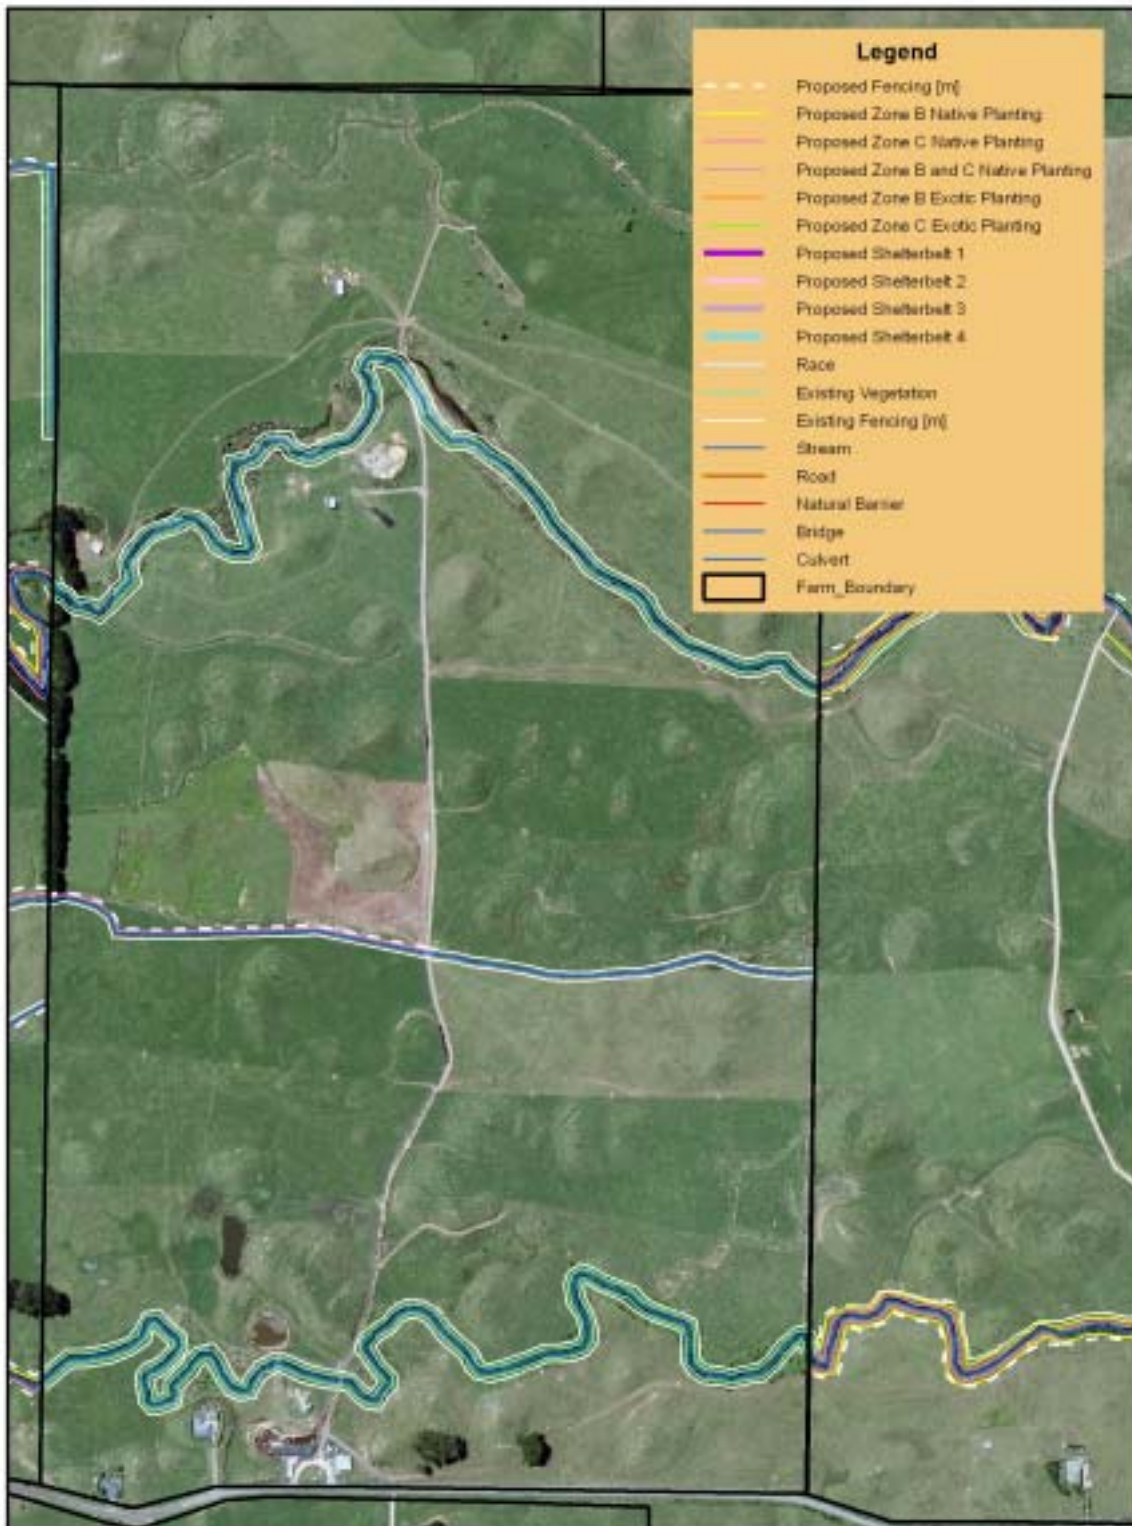 Legend
Proposed Fencing [m]
Proposed Zone B Native Planting
Proposed Zone C Native Planting
Proposed Zone B and C Native Planting
Proposed Zone B Exotic Planting
Proposed Zone C Exotic Planting
Proposed Shelterbelt 1
Proposed Shelterbelt 2
Proposed Shelterbelt 3
Proposed Shelterbelt 4
Race
Existing Vegetation
Existing Fencing [m]
Stream
Road
Natural Barrier
Bridge
Culvert
Farm_Boundary